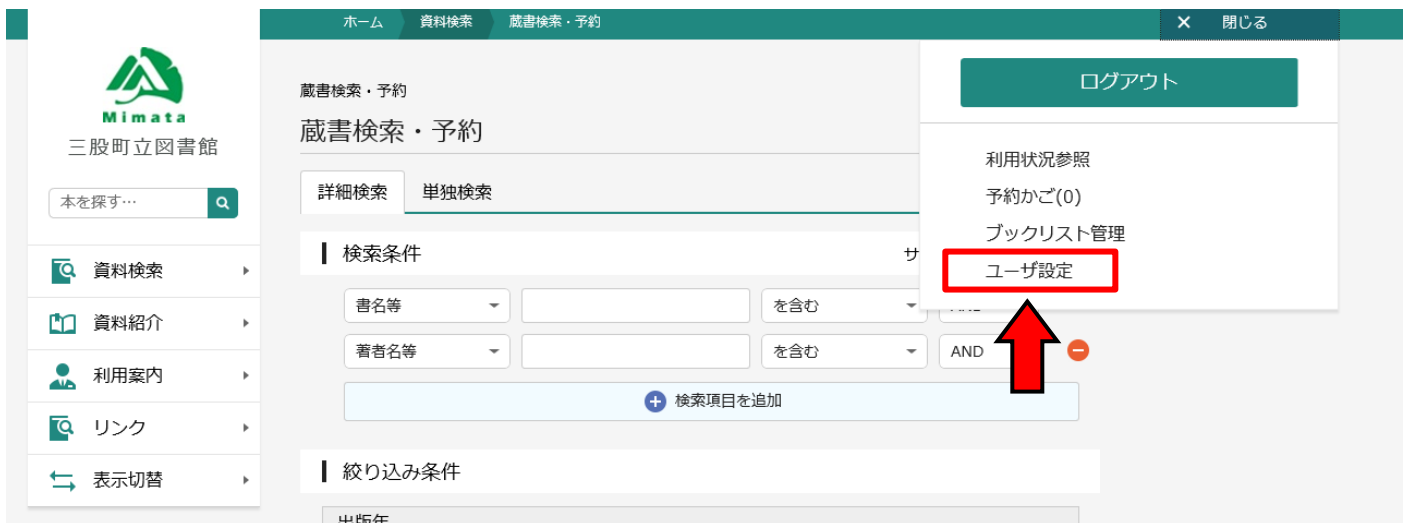 ホーム 資料検索 蔵書検索・予約
× 閉じる
Mimata
三股町立図書館
本を探す…
資料検索
資料紹介
利用案内
リンク
表示切替
蔵書検索・予約
蔵書検索・予約
詳細検索 単独検索
検索条件 サ
書名等 を含む
著者名等 を含む AND
検索項目を追加
絞り込み条件
出版年
ログアウト
利用状況参照
予約かご(0)
ブックリスト管理
ユーザ設定